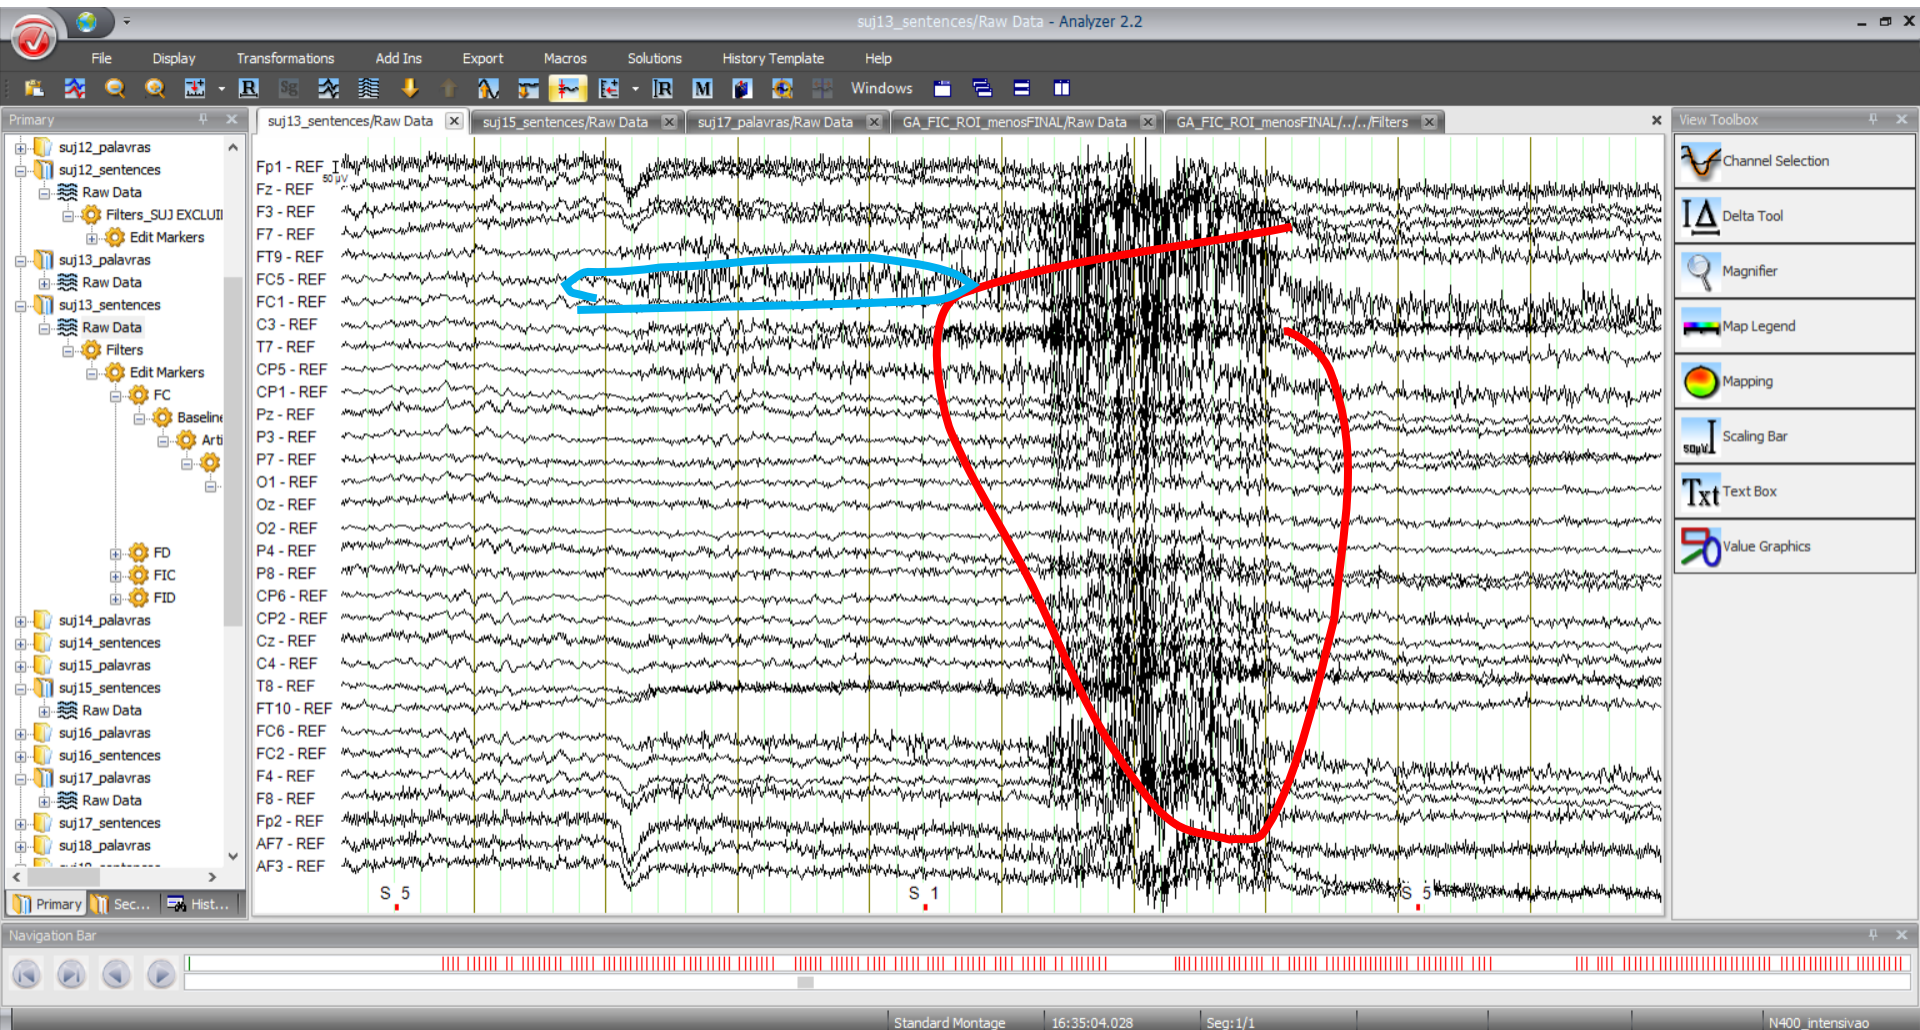 suj13_sentences/Raw Data - Analyzer 2.2
File Display Transformations Add Ins Export Macros Solutions History Template Help
Windows
Primary
suj12_palavras
suj12_sentences
Raw Data
Filters_SUJ EXCLUI
Edit Markers
suj13_palavras
Raw Data
suj13_sentences
Raw Data
Filters
Edit Markers
FC
Baseline
Arti
FD
FIC
FID
suj14_palavras
suj14_sentences
suj15_palavras
suj15_sentences
Raw Data
suj16_palavras
suj16_sentences
suj17_palavras
Raw Data
suj17_sentences
suj18_palavras
Primary Sec... Hist...
suj13_sentences/Raw Data suj15_sentences/Raw Data suj17_palavras/Raw Data GA_FIC_ROI_menosFINAL/Raw Data GA_FIC_ROI_menosFINAL/../../Filters
Fp1 - REF
50 µV
Fz - REF
F3 - REF
F7 - REF
FT9 - REF
FC5 - REF
FC1 - REF
C3 - REF
T7 - REF
CP5 - REF
CP1 - REF
Pz - REF
P3 - REF
P7 - REF
O1 - REF
Oz - REF
O2 - REF
P4 - REF
P8 - REF
CP6 - REF
CP2 - REF
Cz - REF
C4 - REF
T8 - REF
FT10 - REF
FC6 - REF
FC2 - REF
F4 - REF
F8 - REF
Fp2 - REF
AF7 - REF
AF3 - REF
S 5 S 1 S 5
View Toolbox
Channel Selection
Delta Tool
Magnifier
Map Legend
Mapping
50µV Scaling Bar
Txt Text Box
Value Graphics
Navigation Bar
Standard Montage 16:35:04.028 Seg: 1/1 N400_intensivao